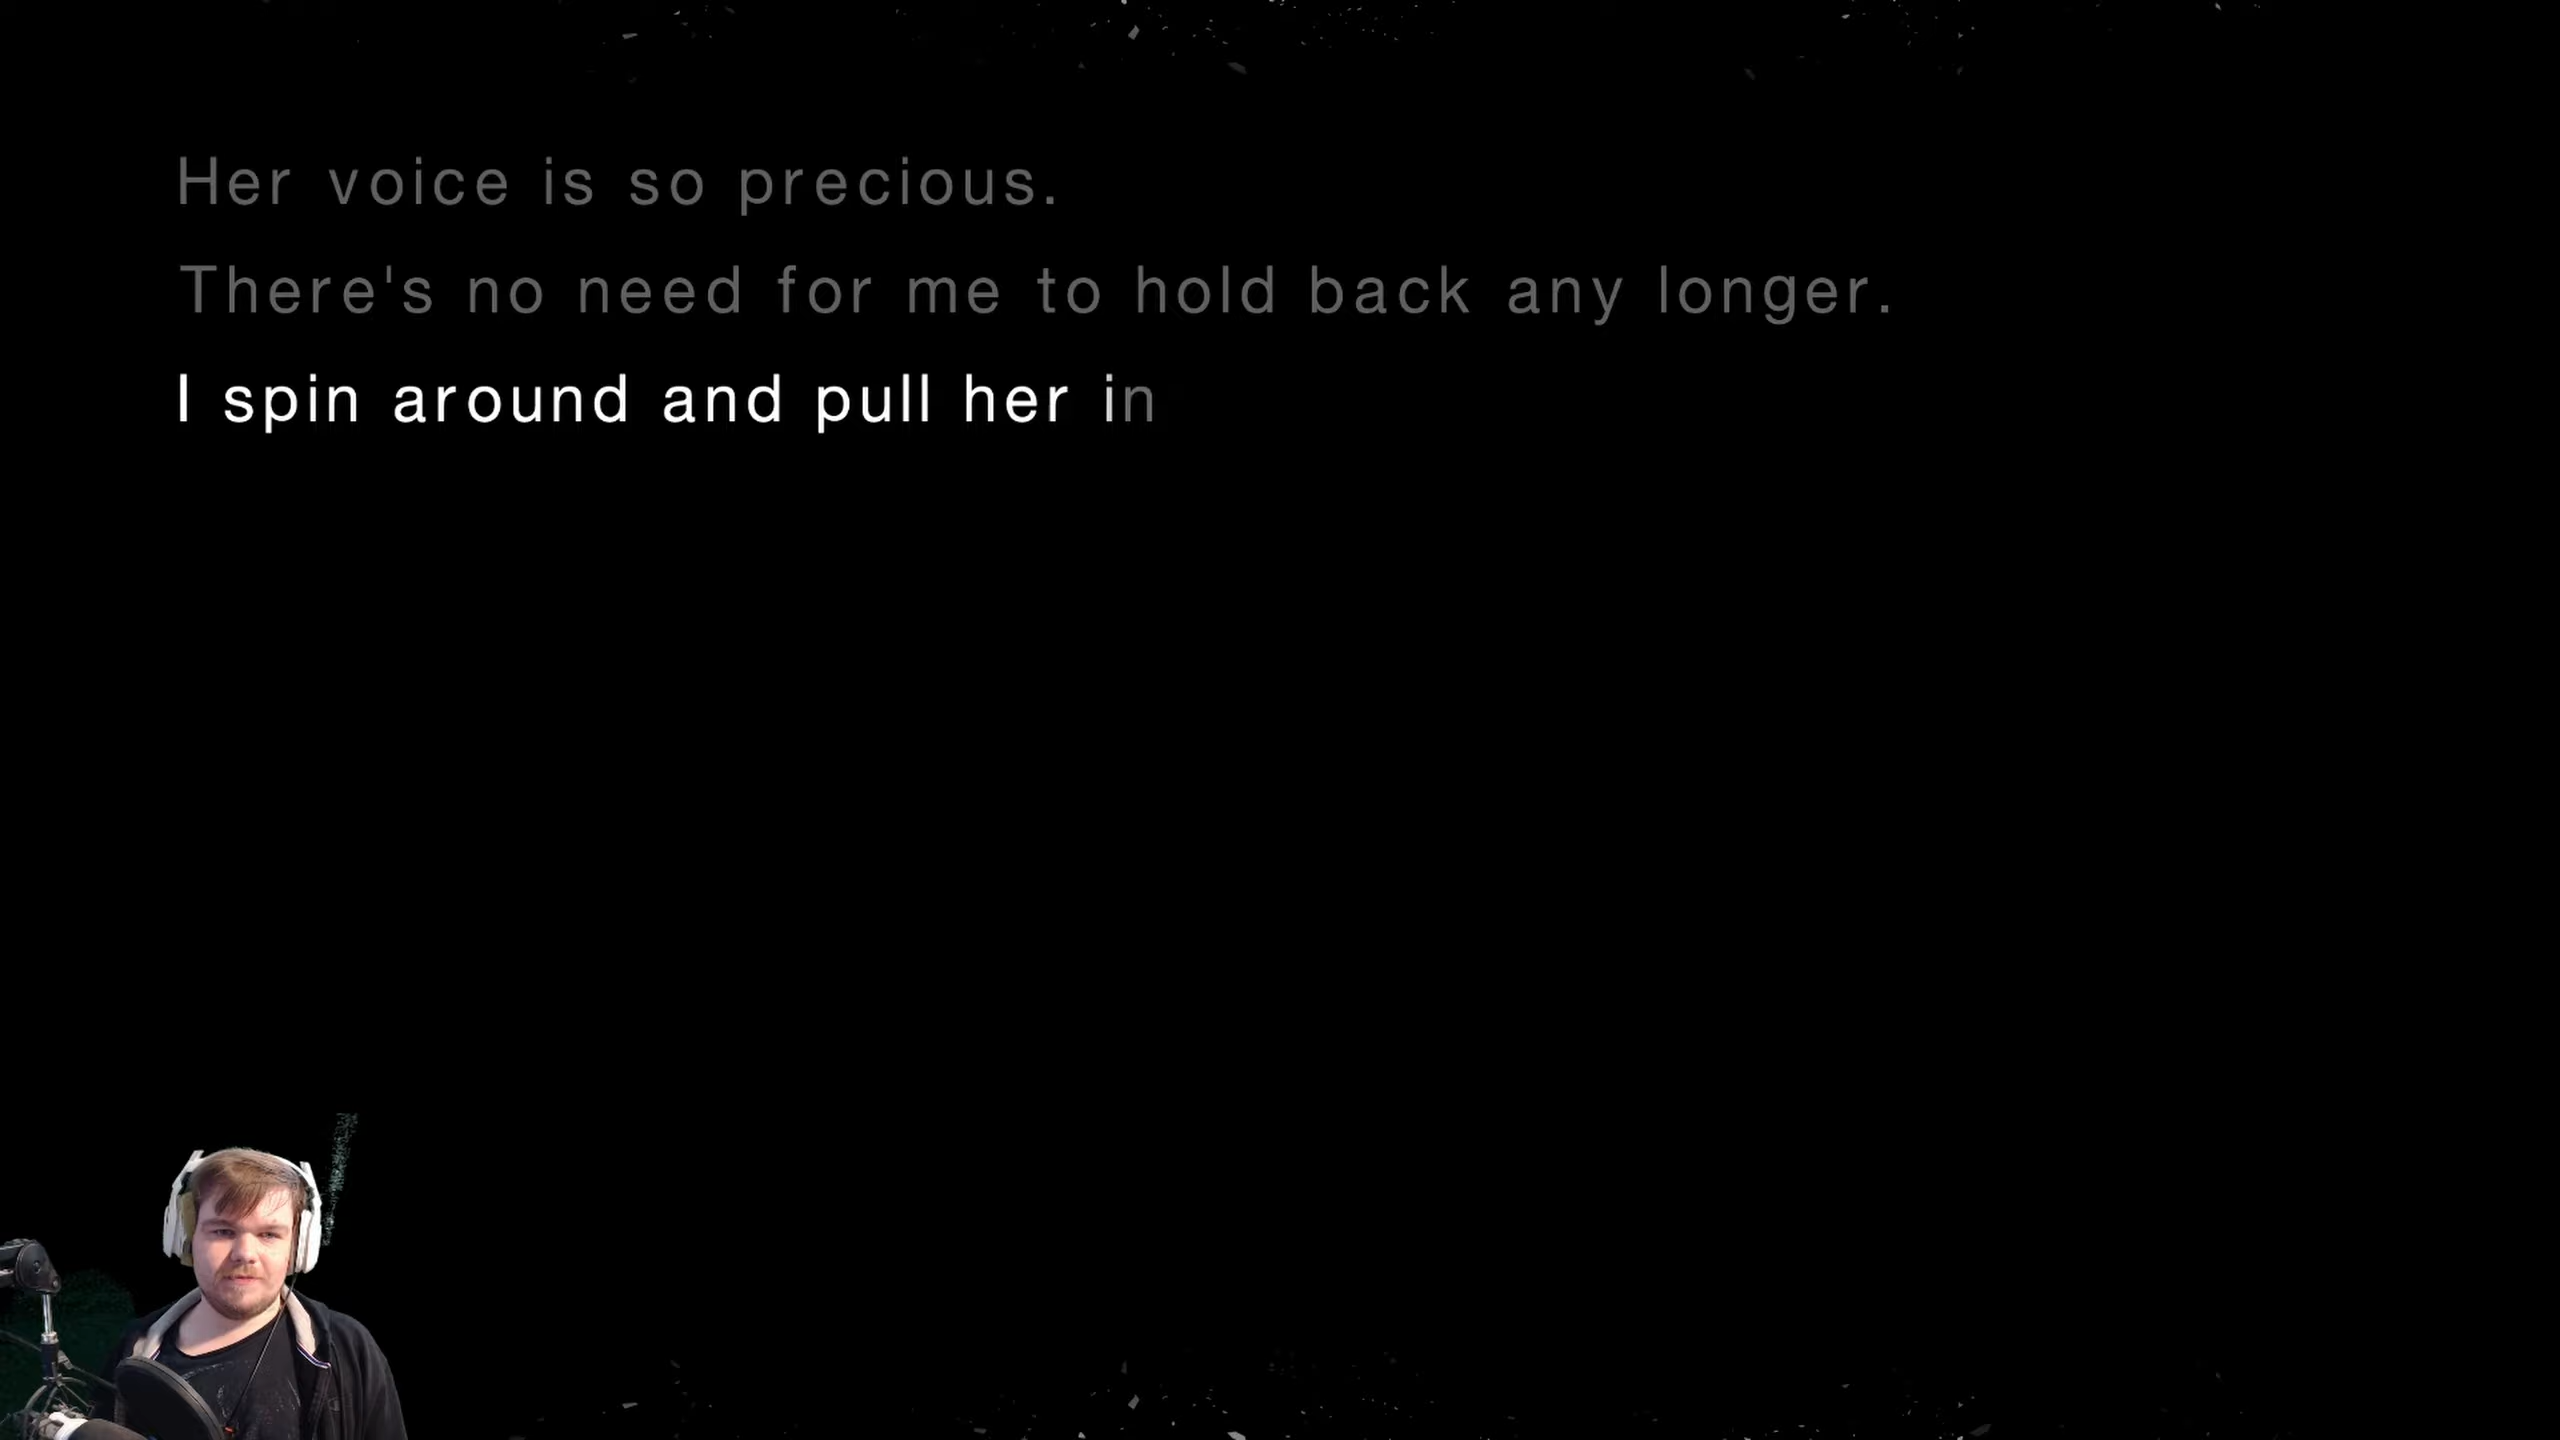 Her voice is so precious.
There's no need for me to hold back any longer.
I spin around and pull her in